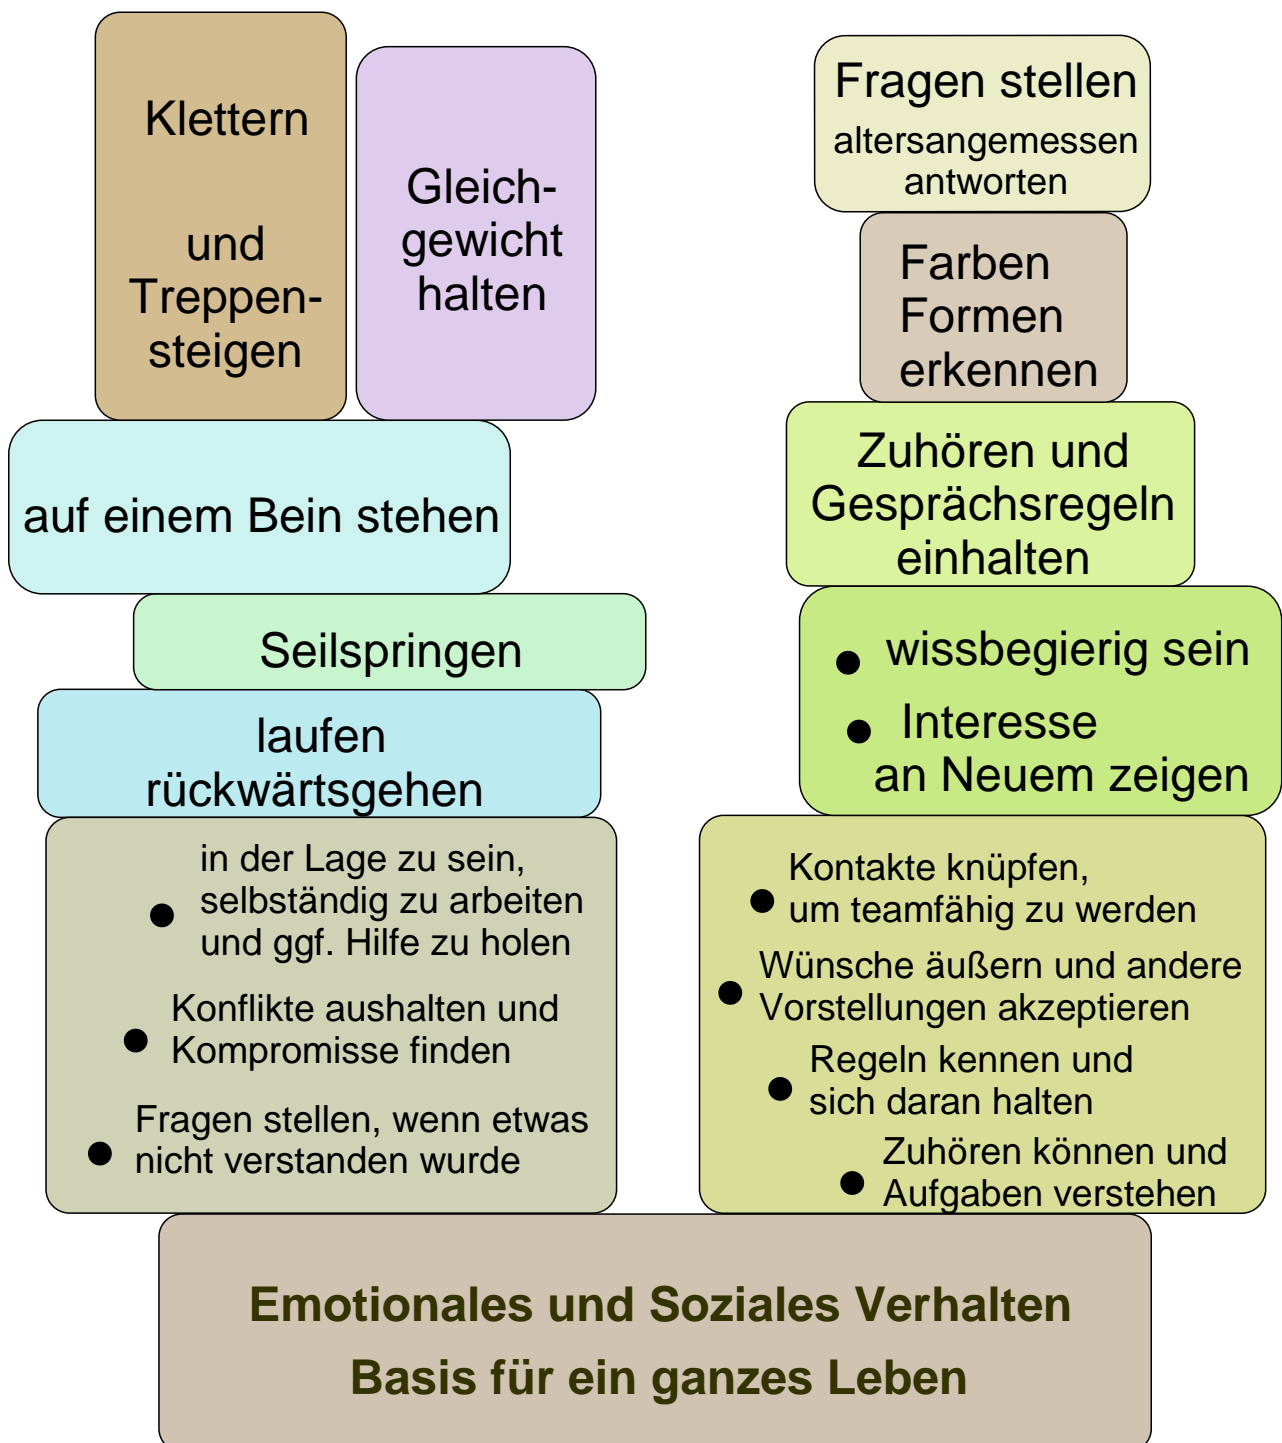 Klettern
und
Treppen-
steigen
Gleich-
gewicht
halten
auf einem Bein stehen
Seilspringen
laufen
rückwärtsgehen
in der Lage zu sein,
● selbständig zu arbeiten
und ggf. Hilfe zu holen
Konflikte aushalten und
● Kompromisse finden
Fragen stellen, wenn etwas
● nicht verstanden wurde
Fragen stellen
altersangemessen
antworten
Farben
Formen
erkennen
Zuhören und
Gesprächsregeln
einhalten
● wissbegierig sein
● Interesse
an Neuem zeigen
Kontakte knüpfen,
● um teamfähig zu werden
Wünsche äußern und andere
● Vorstellungen akzeptieren
Regeln kennen und
● sich daran halten
Zuhören können und
● Aufgaben verstehen
Emotionales und Soziales Verhalten
Basis für ein ganzes Leben